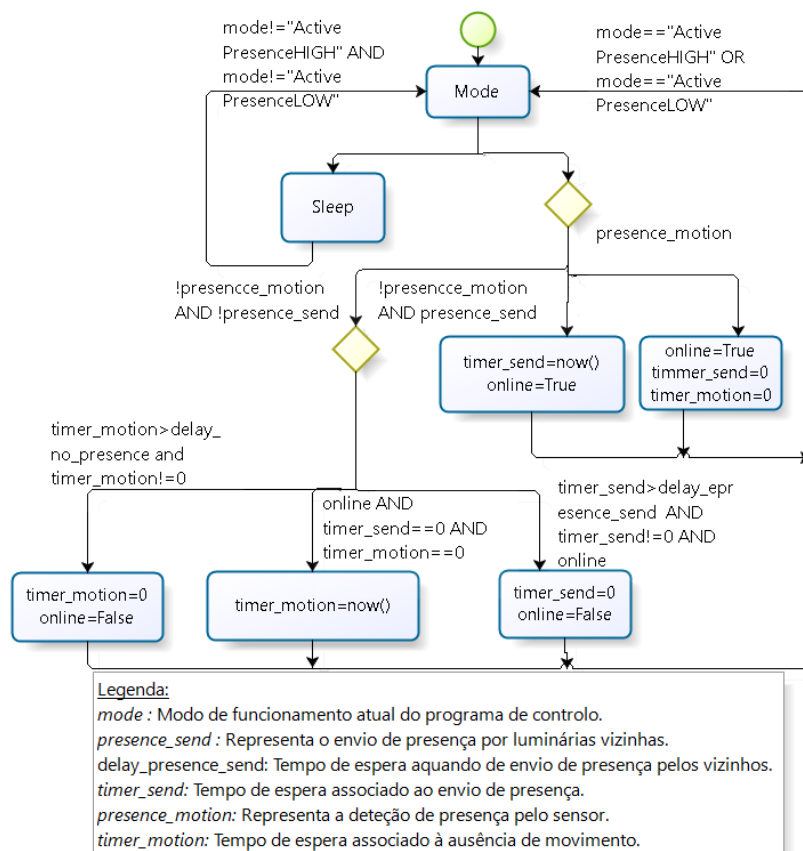 mode!="Active
PresenceHIGH" AND
mode!="Active
PresenceLOW"
mode=="Active
PresenceHIGH" OR
mode=="Active
PresenceLOW"
Mode
Sleep
presence_motion
!presencce_motion
AND !presence_send
!presencce_motion
AND presence_send
timer_send=now()
online=True
online=True
timmer_send=0
timer_motion=0
timer_motion>delay_
no_presence and
timer_motion!=0
online AND
timer_send==0 AND
timer_motion==0
timer_send>delay_epr
esence_send AND
timer_send!=0 AND
online
timer_motion=0
online=False
timer_motion=now()
timer_send=0
online=False
Legenda:
mode : Modo de funcionamento atual do programa de controlo.
presence_send : Representa o envio de presença por luminárias vizinhas.
delay_presence_send: Tempo de espera aquando de envio de presença pelos vizinhos.
timer_send: Tempo de espera associado ao envio de presença.
presence_motion: Representa a deteção de presença pelo sensor.
timer_motion: Tempo de espera associado à ausência de movimento.